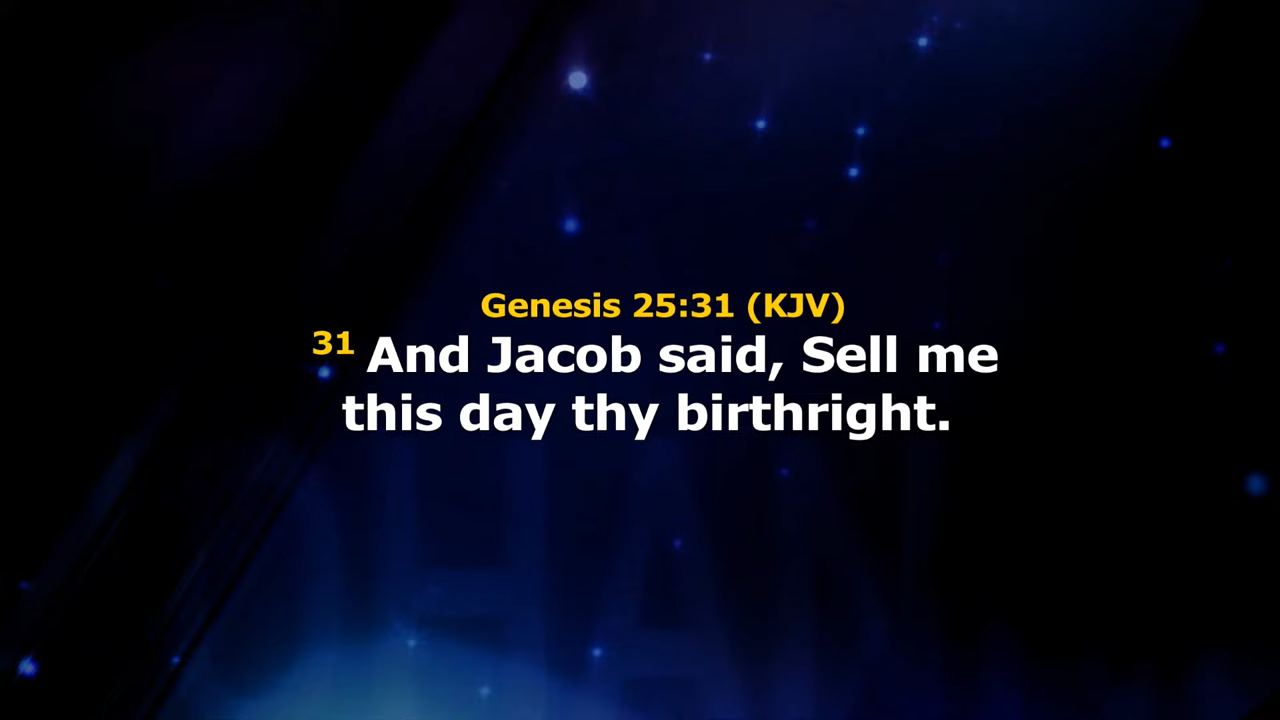 Genesis 25:31 (KJV)
31 And Jacob said, Sell me
this day thy birthright.